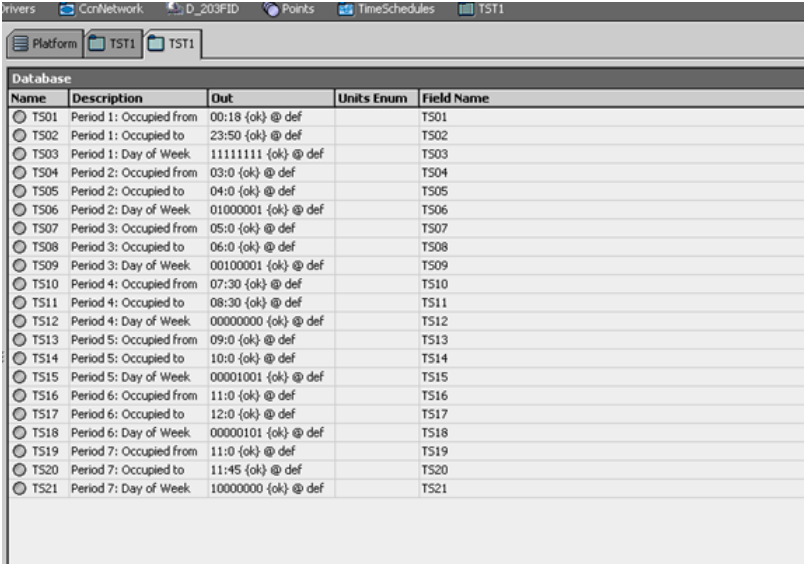 rivers CcnNetwork D_203FID Points TimeSchedules TST1
Platform TST1 TST1
Database
Name Description Out Units Enum Field Name
TS01 Period 1: Occupied from 00:18 {ok} @ def TS01
TS02 Period 1: Occupied to 23:50 {ok} @ def TS02
TS03 Period 1: Day of Week 11111111 {ok} @ def TS03
TS04 Period 2: Occupied from 03:0 {ok} @ def TS04
TS05 Period 2: Occupied to 04:0 {ok} @ def TS05
TS06 Period 2: Day of Week 01000001 {ok} @ def TS06
TS07 Period 3: Occupied from 05:0 {ok} @ def TS07
TS08 Period 3: Occupied to 06:0 {ok} @ def TS08
TS09 Period 3: Day of Week 00100001 {ok} @ def TS09
TS10 Period 4: Occupied from 07:30 {ok} @ def TS10
TS11 Period 4: Occupied to 08:30 {ok} @ def TS11
TS12 Period 4: Day of Week 00000000 {ok} @ def TS12
TS13 Period 5: Occupied from 09:0 {ok} @ def TS13
TS14 Period 5: Occupied to 10:0 {ok} @ def TS14
TS15 Period 5: Day of Week 00001001 {ok} @ def TS15
TS16 Period 6: Occupied from 11:0 {ok} @ def TS16
TS17 Period 6: Occupied to 12:0 {ok} @ def TS17
TS18 Period 6: Day of Week 00000101 {ok} @ def TS18
TS19 Period 7: Occupied from 11:0 {ok} @ def TS19
TS20 Period 7: Occupied to 11:45 {ok} @ def TS20
TS21 Period 7: Day of Week 10000000 {ok} @ def TS21